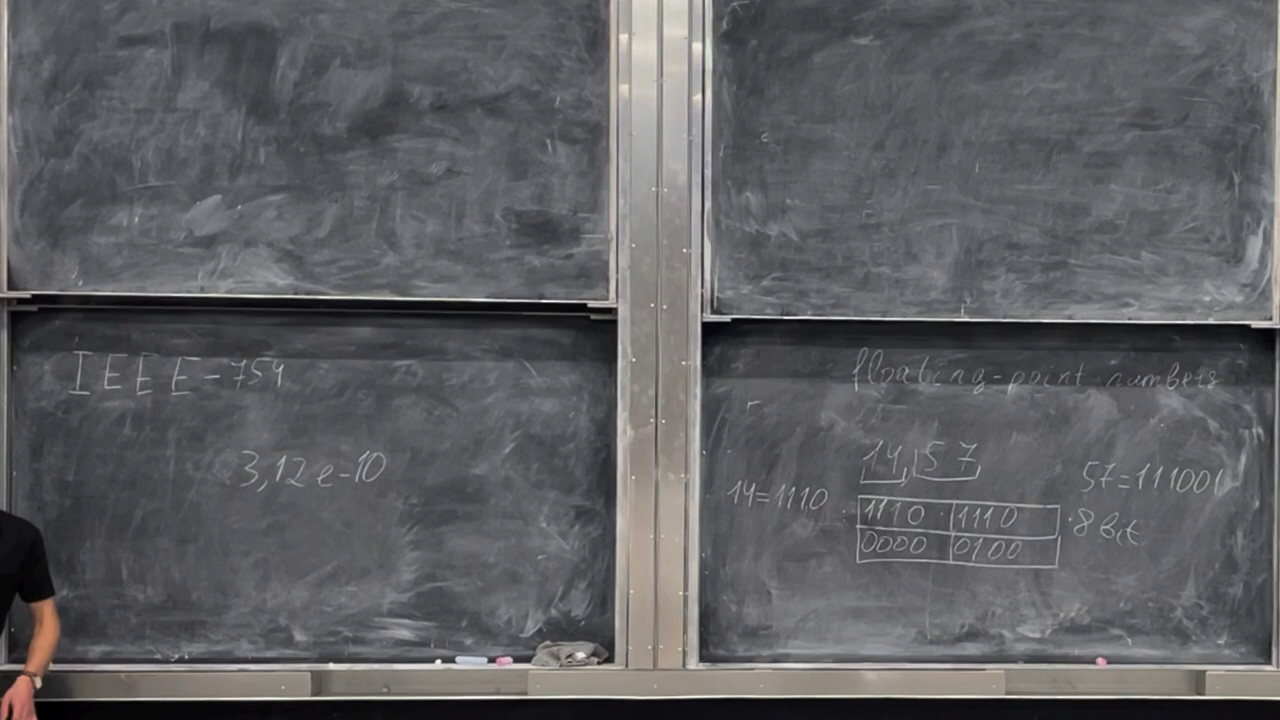 IEEE-754
3,12e-10
floating-point numbers
14,57
14=1110
57=111001
1110 1110
8 bit
0000 0100